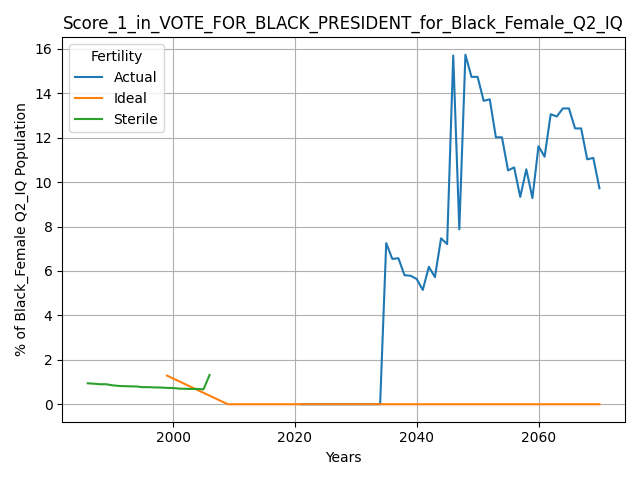 Score_1_in_VOTE_FOR_BLACK_PRESIDENT_for_Black_Female_Q2_IQ
Fertility
Actual
Ideal
Sterile
% of Black_Female Q2_IQ Population
16
14
12
10
8
6
4
2
0
2000
2020
2040
2060
Years